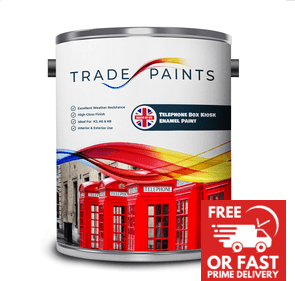 TRADE PAINTS
Excellent Weather Resistance
High Gloss Finish
Ideal For K2, K6 & K8
Interior & Exterior Use
Telephone Box Kiosk
Enamel Paint
TELEPHONE
FREE
OR FAST
PRIME DELIVERY